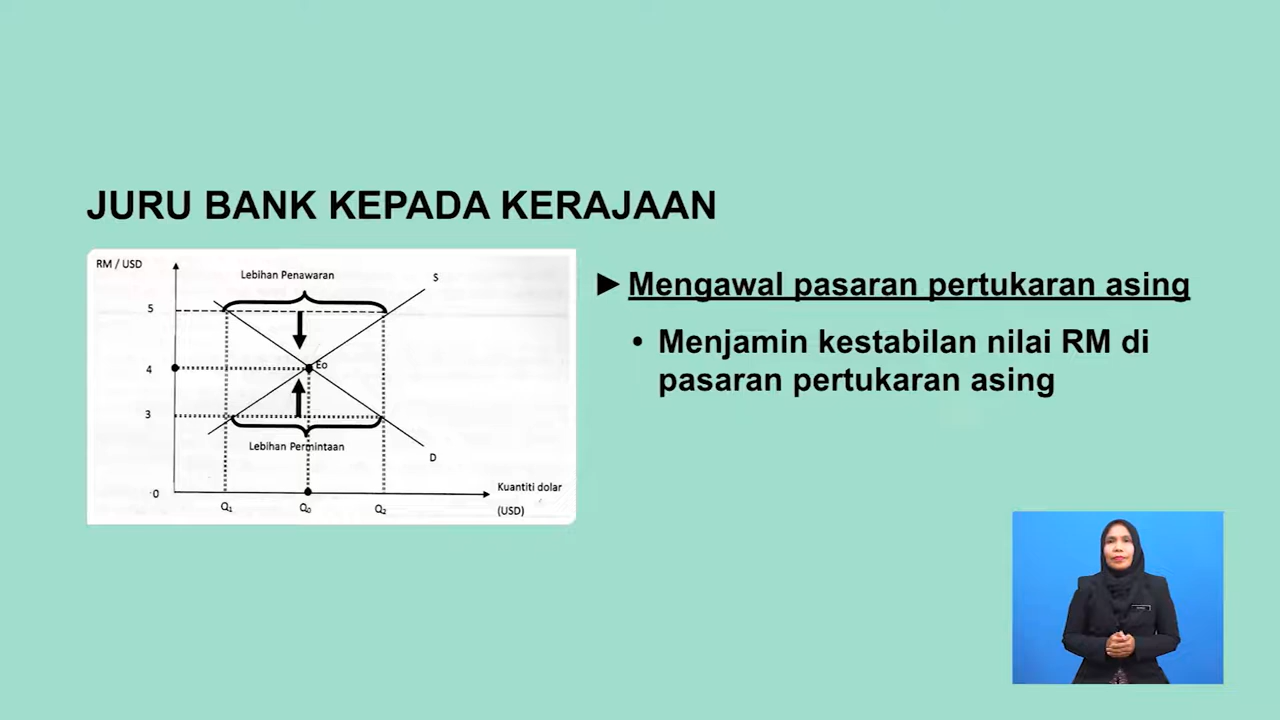 JURU BANK KEPADA KERAJAAN
RM / USD
Lebihan Penawaran
S
5
4
Eo
3
Lebihan Permintaan
D
0
Q₁
Q₀
Q₂
Kuantiti dolar
(USD)
► Mengawal pasaran pertukaran asing
• Menjamin kestabilan nilai RM di
pasaran pertukaran asing